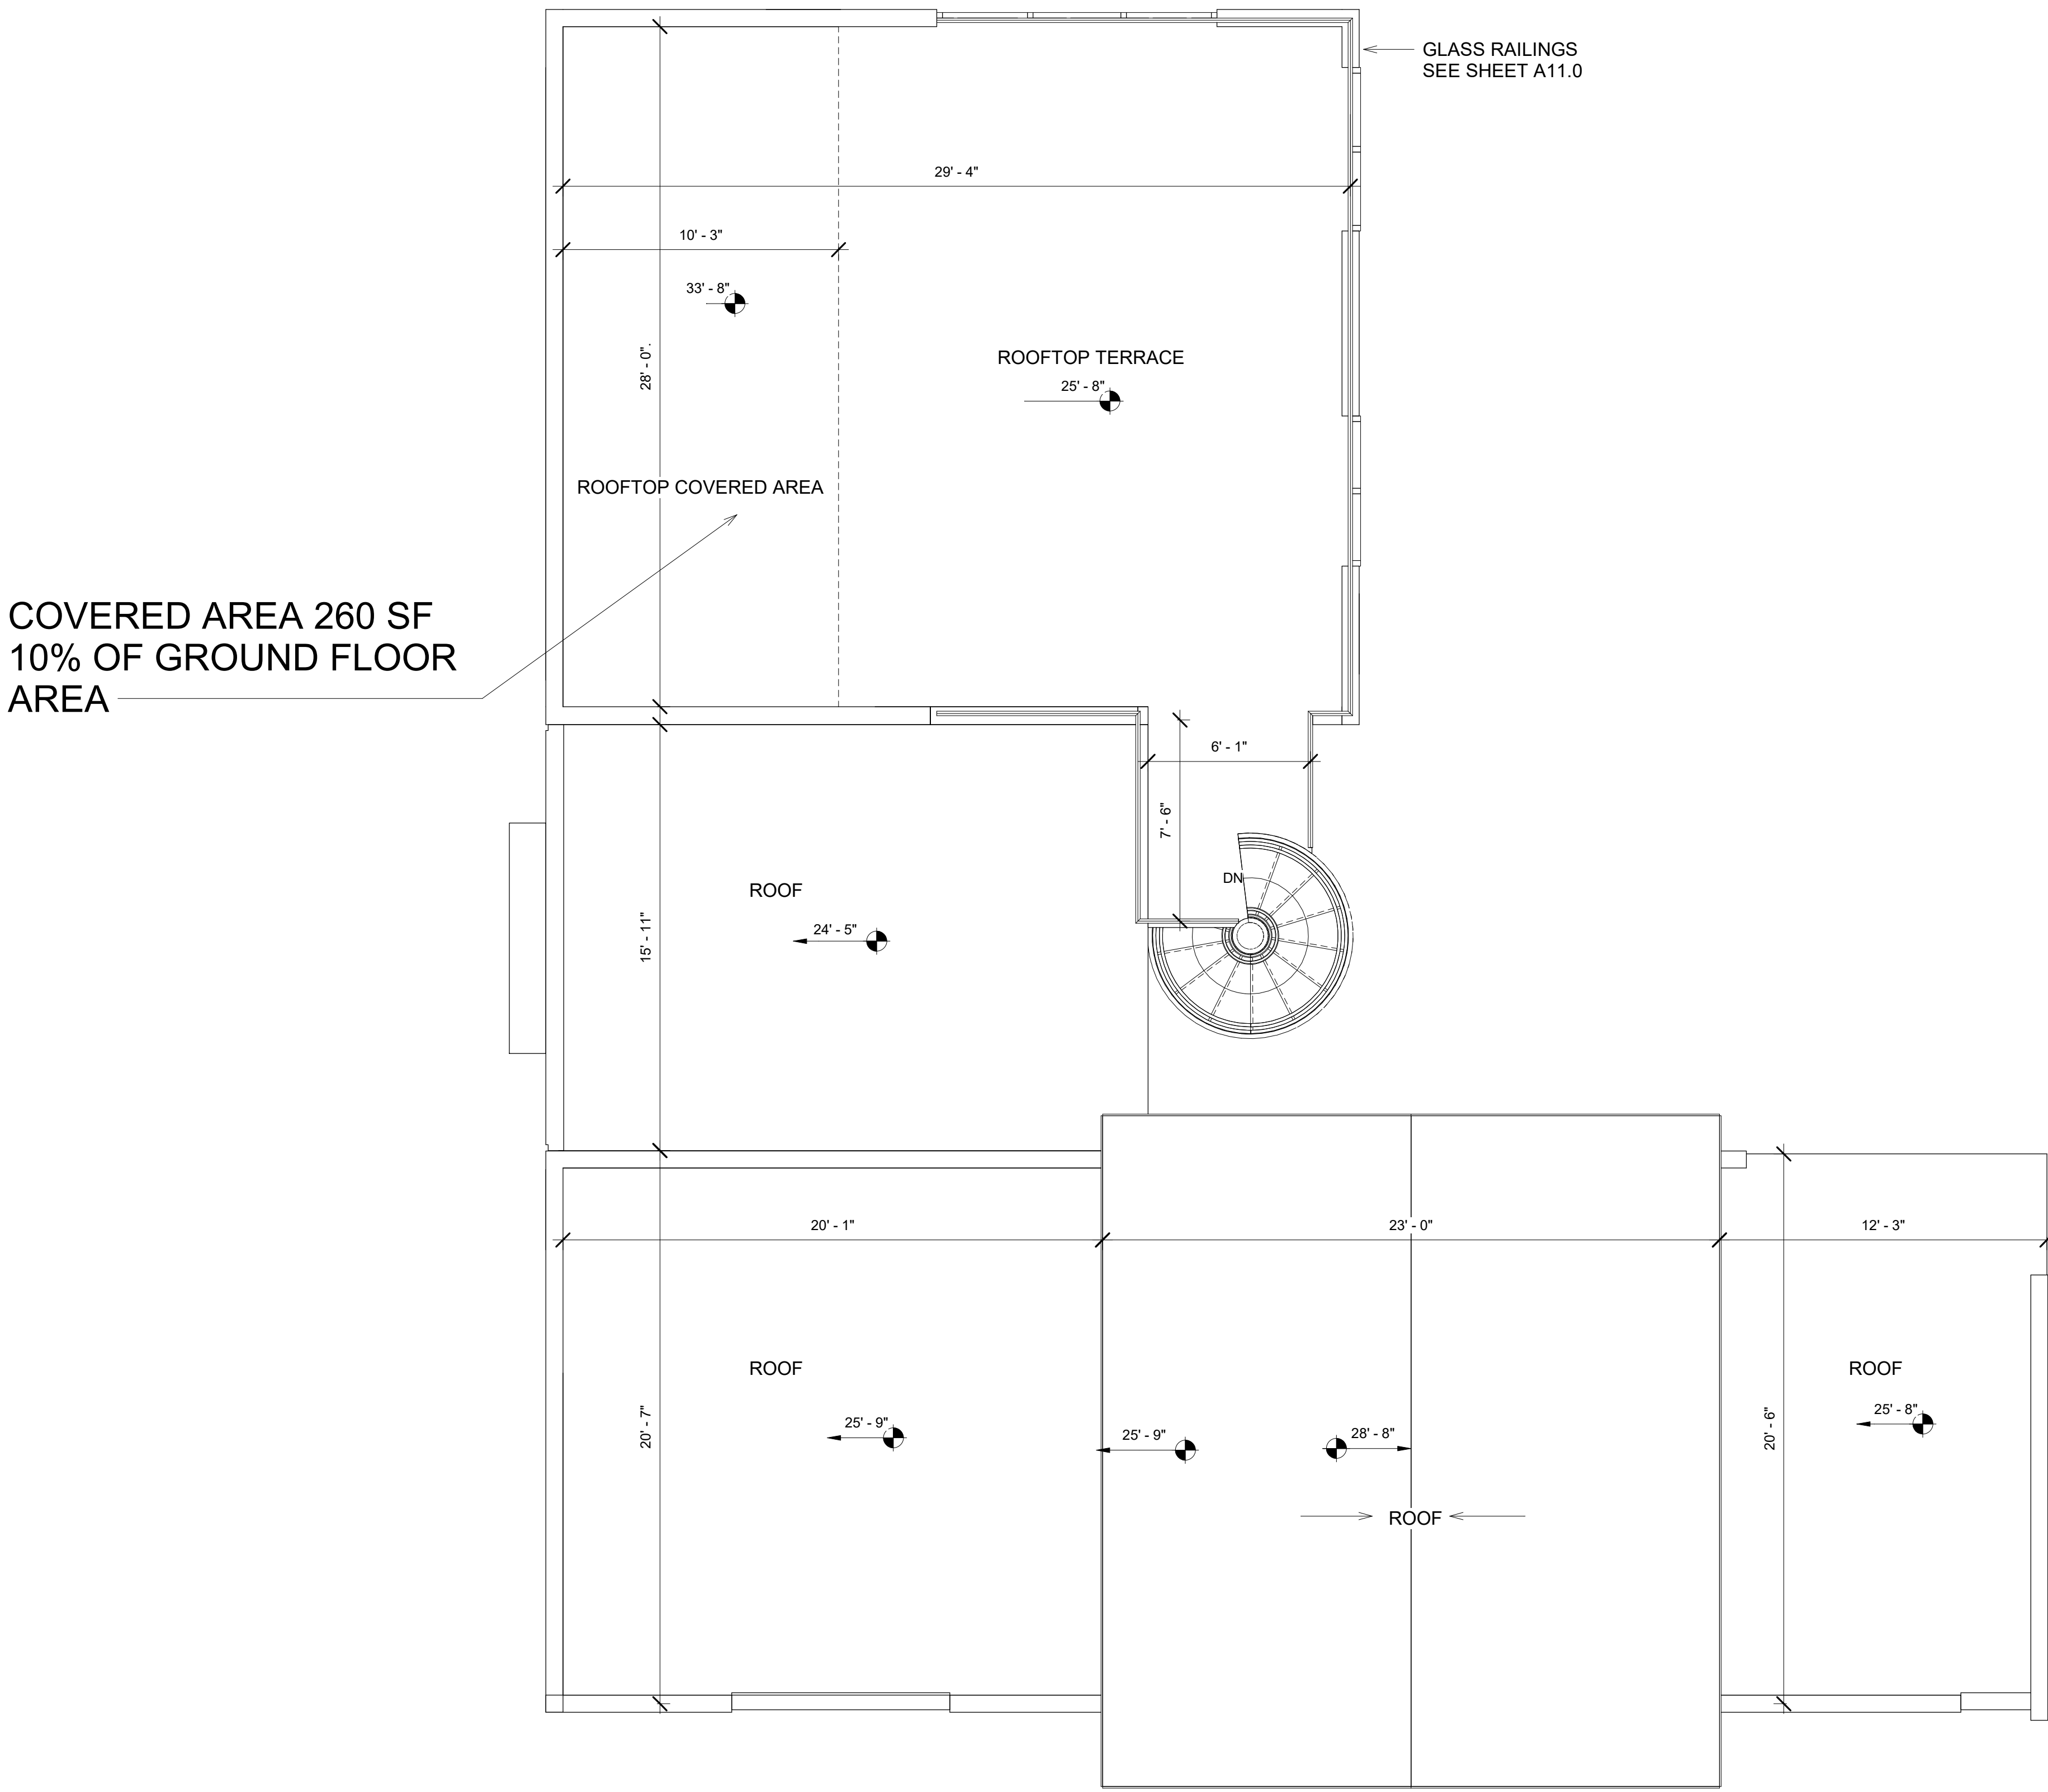 GLASS RAILINGS
SEE SHEET A11.0
29' - 4"
10' - 3"
33' - 8"
28' - 0".
ROOFTOP TERRACE
25' - 8"
ROOFTOP COVERED AREA
COVERED AREA 260 SF
10% OF GROUND FLOOR
AREA
6' - 1"
7' - 6"
DN
ROOF
24' - 5"
15' - 11"
20' - 1"
23' - 0"
12' - 3"
ROOF
ROOF
25' - 9"
20' - 7"
25' - 9"
28' - 8"
25' - 8"
20' - 6"
ROOF